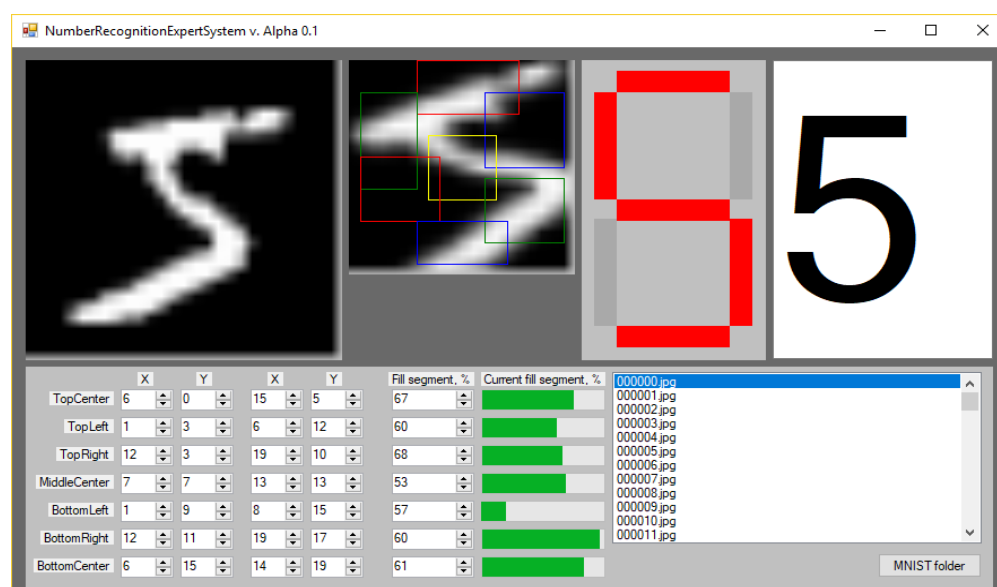 NumberRecognitionExpertSystem v. Alpha 0.1
5
5
X Y X Y Fill segment, % Current fill segment, %
TopCenter 6 0 15 5 67
TopLeft 1 3 6 12 60
TopRight 12 3 19 10 68
MiddleCenter 7 7 13 13 53
BottomLeft 1 9 8 15 57
BottomRight 12 11 19 17 60
BottomCenter 6 15 14 19 61
000000.jpg
000001.jpg
000002.jpg
000003.jpg
000004.jpg
000005.jpg
000006.jpg
000007.jpg
000008.jpg
000009.jpg
000010.jpg
000011.jpg
MNIST folder